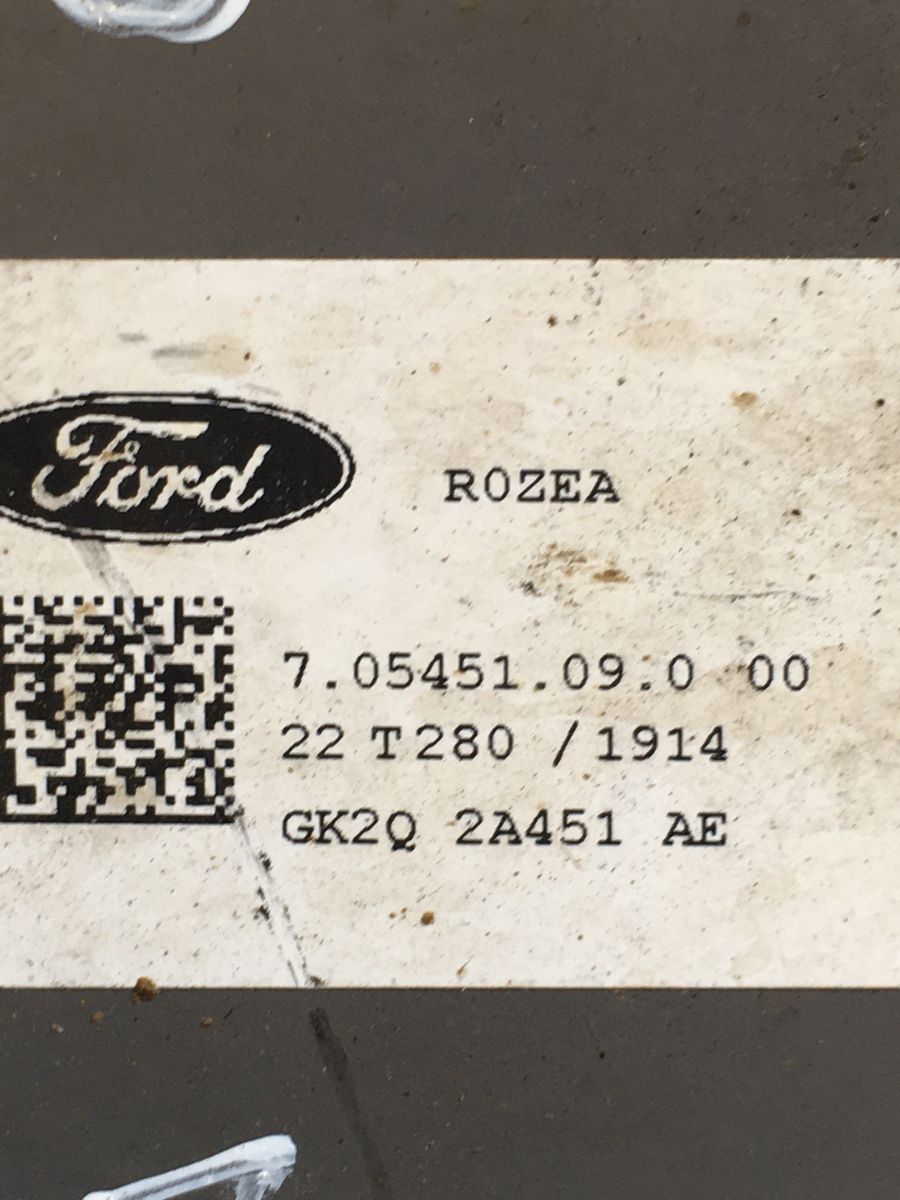 Ford
R0ZEA
7.05451.09.0 00
22 T280 /1914
GK2Q 2A451 AE